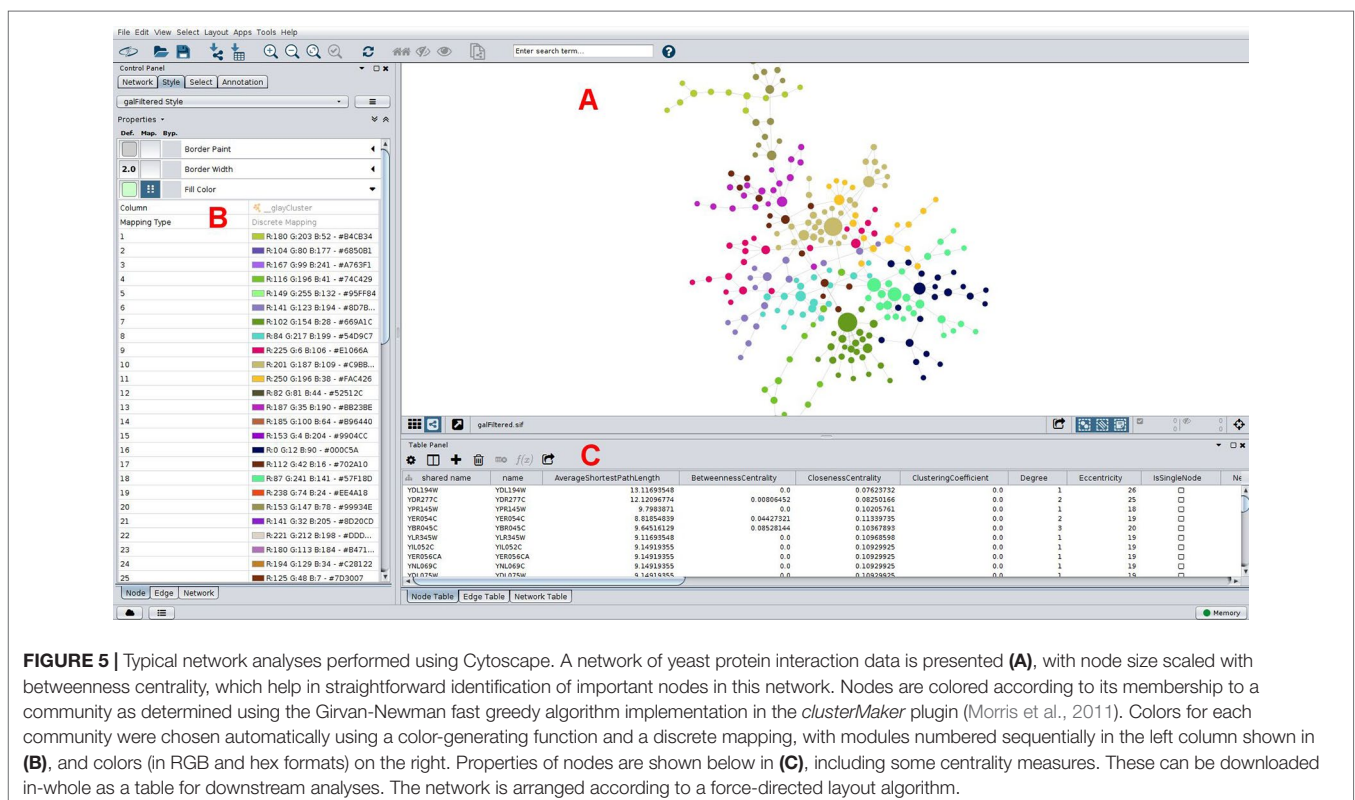 File Edit View Select Layout Apps Tools Help
Enter search term...
Control Panel
Network Style Select Annotation
galFiltered Style
Properties
Def. Map. Byp.
Border Paint
2.0 Border Width
Fill Color
Column __glayCluster
Mapping Type Discrete Mapping
1 R:180 G:203 B:52 - #B4CB34
2 R:104 G:80 B:177 - #6850B1
3 R:167 G:99 B:241 - #A763F1
4 R:116 G:196 B:41 - #74C429
5 R:149 G:255 B:132 - #95FF84
6 R:141 G:123 B:194 - #8D7B...
7 R:102 G:154 B:28 - #669A1C
8 R:84 G:217 B:199 - #54D9C7
9 R:225 G:6 B:106 - #E1066A
10 R:201 G:187 B:109 - #C9BB...
11 R:250 G:196 B:38 - #FAC426
12 R:82 G:81 B:44 - #52512C
13 R:187 G:35 B:190 - #BB23BE
14 R:185 G:100 B:64 - #B96440
15 R:153 G:4 B:204 - #9904CC
16 R:0 G:12 B:90 - #000C5A
17 R:112 G:42 B:16 - #702A10
18 R:87 G:241 B:141 - #57F18D
19 R:238 G:74 B:24 - #EE4A18
20 R:153 G:147 B:78 - #99934E
21 R:141 G:32 B:205 - #8D20CD
22 R:221 G:212 B:198 - #DDD...
23 R:180 G:113 B:184 - #B471...
24 R:194 G:129 B:34 - #C28122
25 R:125 G:48 B:7 - #7D3007
Node Edge Network
B
A
galFiltered.sif
Table Panel
f(x)
C
shared name name AverageShortestPathLength BetweennessCentrality ClosenessCentrality ClusteringCoefficient Degree Eccentricity IsSingleNode Ne
YDL194W YDL194W 13.11693548 0.0 0.07623732 0.0 1 26
YDR277C YDR277C 12.12096774 0.00806452 0.08250166 0.0 2 25
YPR145W YPR145W 9.7983871 0.0 0.10205761 0.0 1 18
YER054C YER054C 8.81854839 0.04427321 0.11339735 0.0 2 19
YBR045C YBR045C 9.64516129 0.08528144 0.10367893 0.0 3 20
YLR345W YLR345W 9.11693548 0.0 0.10968598 0.0 1 19
YIL052C YIL052C 9.14919355 0.0 0.10929925 0.0 1 19
YER056CA YER056CA 9.14919355 0.0 0.10929925 0.0 1 19
YNL069C YNL069C 9.14919355 0.0 0.10929925 0.0 1 19
YDL075W YDL075W 9.14919355 0.0 0.10929925 0.0 1 19
Node Table Edge Table Network Table
Memory
FIGURE 5 | Typical network analyses performed using Cytoscape. A network of yeast protein interaction data is presented (A), with node size scaled with
betweenness centrality, which help in straightforward identification of important nodes in this network. Nodes are colored according to its membership to a
community as determined using the Girvan-Newman fast greedy algorithm implementation in the clusterMaker plugin (Morris et al., 2011). Colors for each
community were chosen automatically using a color-generating function and a discrete mapping, with modules numbered sequentially in the left column shown in
(B), and colors (in RGB and hex formats) on the right. Properties of nodes are shown below in (C), including some centrality measures. These can be downloaded
in-whole as a table for downstream analyses. The network is arranged according to a force-directed layout algorithm.